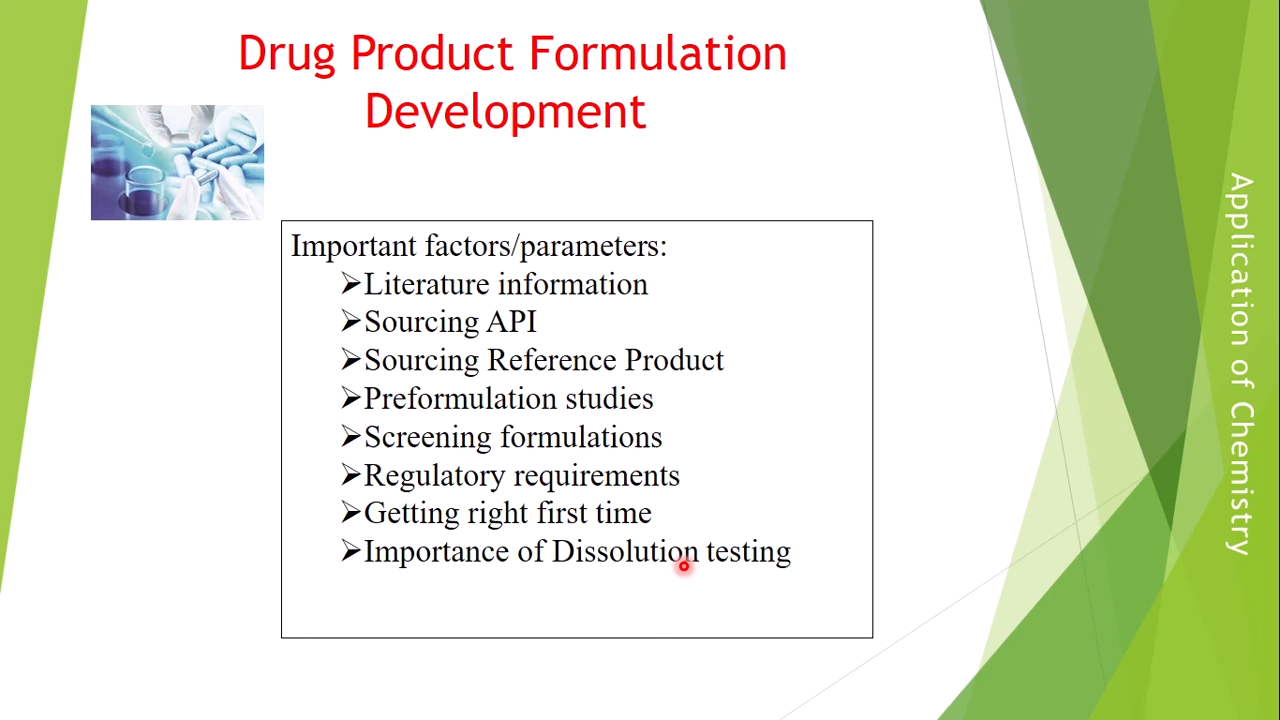 Drug Product Formulation
Development
Important factors/parameters:
➢Literature information
➢Sourcing API
➢Sourcing Reference Product
➢Preformulation studies
➢Screening formulations
➢Regulatory requirements
➢Getting right first time
➢Importance of Dissolution testing
Application of Chemistry